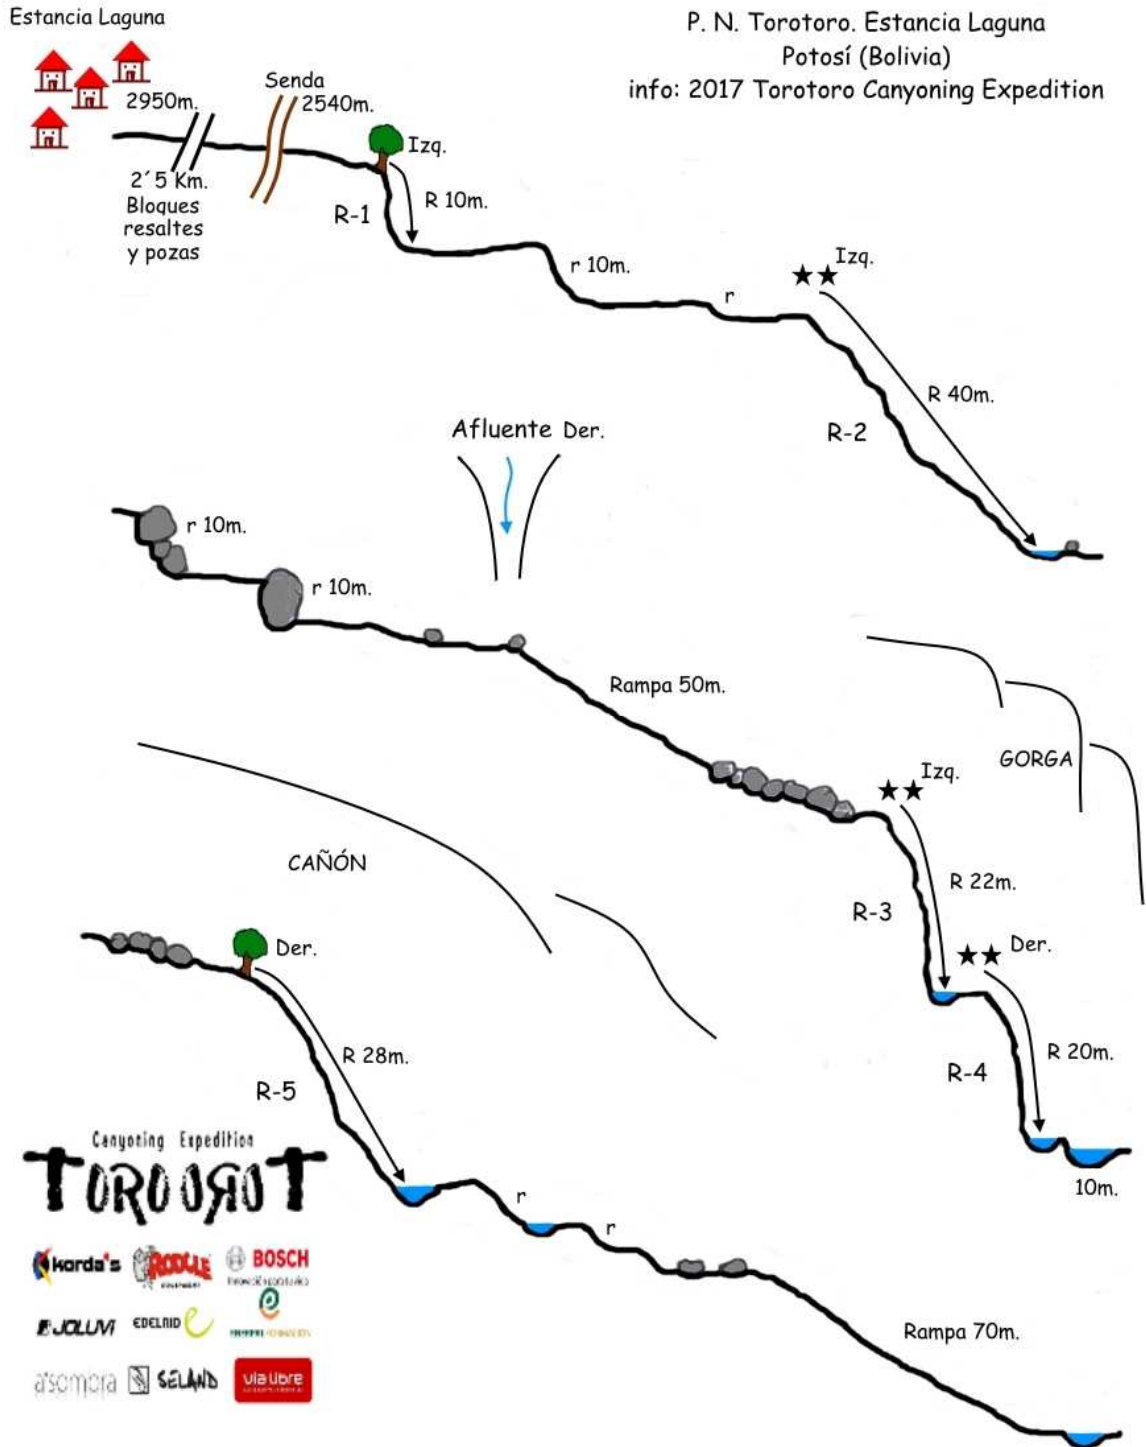 Estancia Laguna
P. N. Torotoro. Estancia Laguna
Potosí (Bolivia)
info: 2017 Torotoro Canyoning Expedition
2950m.
Senda
2540m.
2´5 Km.
Bloques
resaltes
y pozas
Izq.
R 10m.
R-1
r 10m.
r
Izq.
R 40m.
R-2
Afluente Der.
r 10m.
r 10m.
Rampa 50m.
GORGA
Izq.
R 22m.
R-3
Der.
R 20m.
R-4
10m.
CAÑÓN
Der.
R 28m.
R-5
r
r
Rampa 70m.
Canyoning Expedition
korda's
RODCLE
BOSCH
JOLUVI
EDELRID
SELAND
via libre